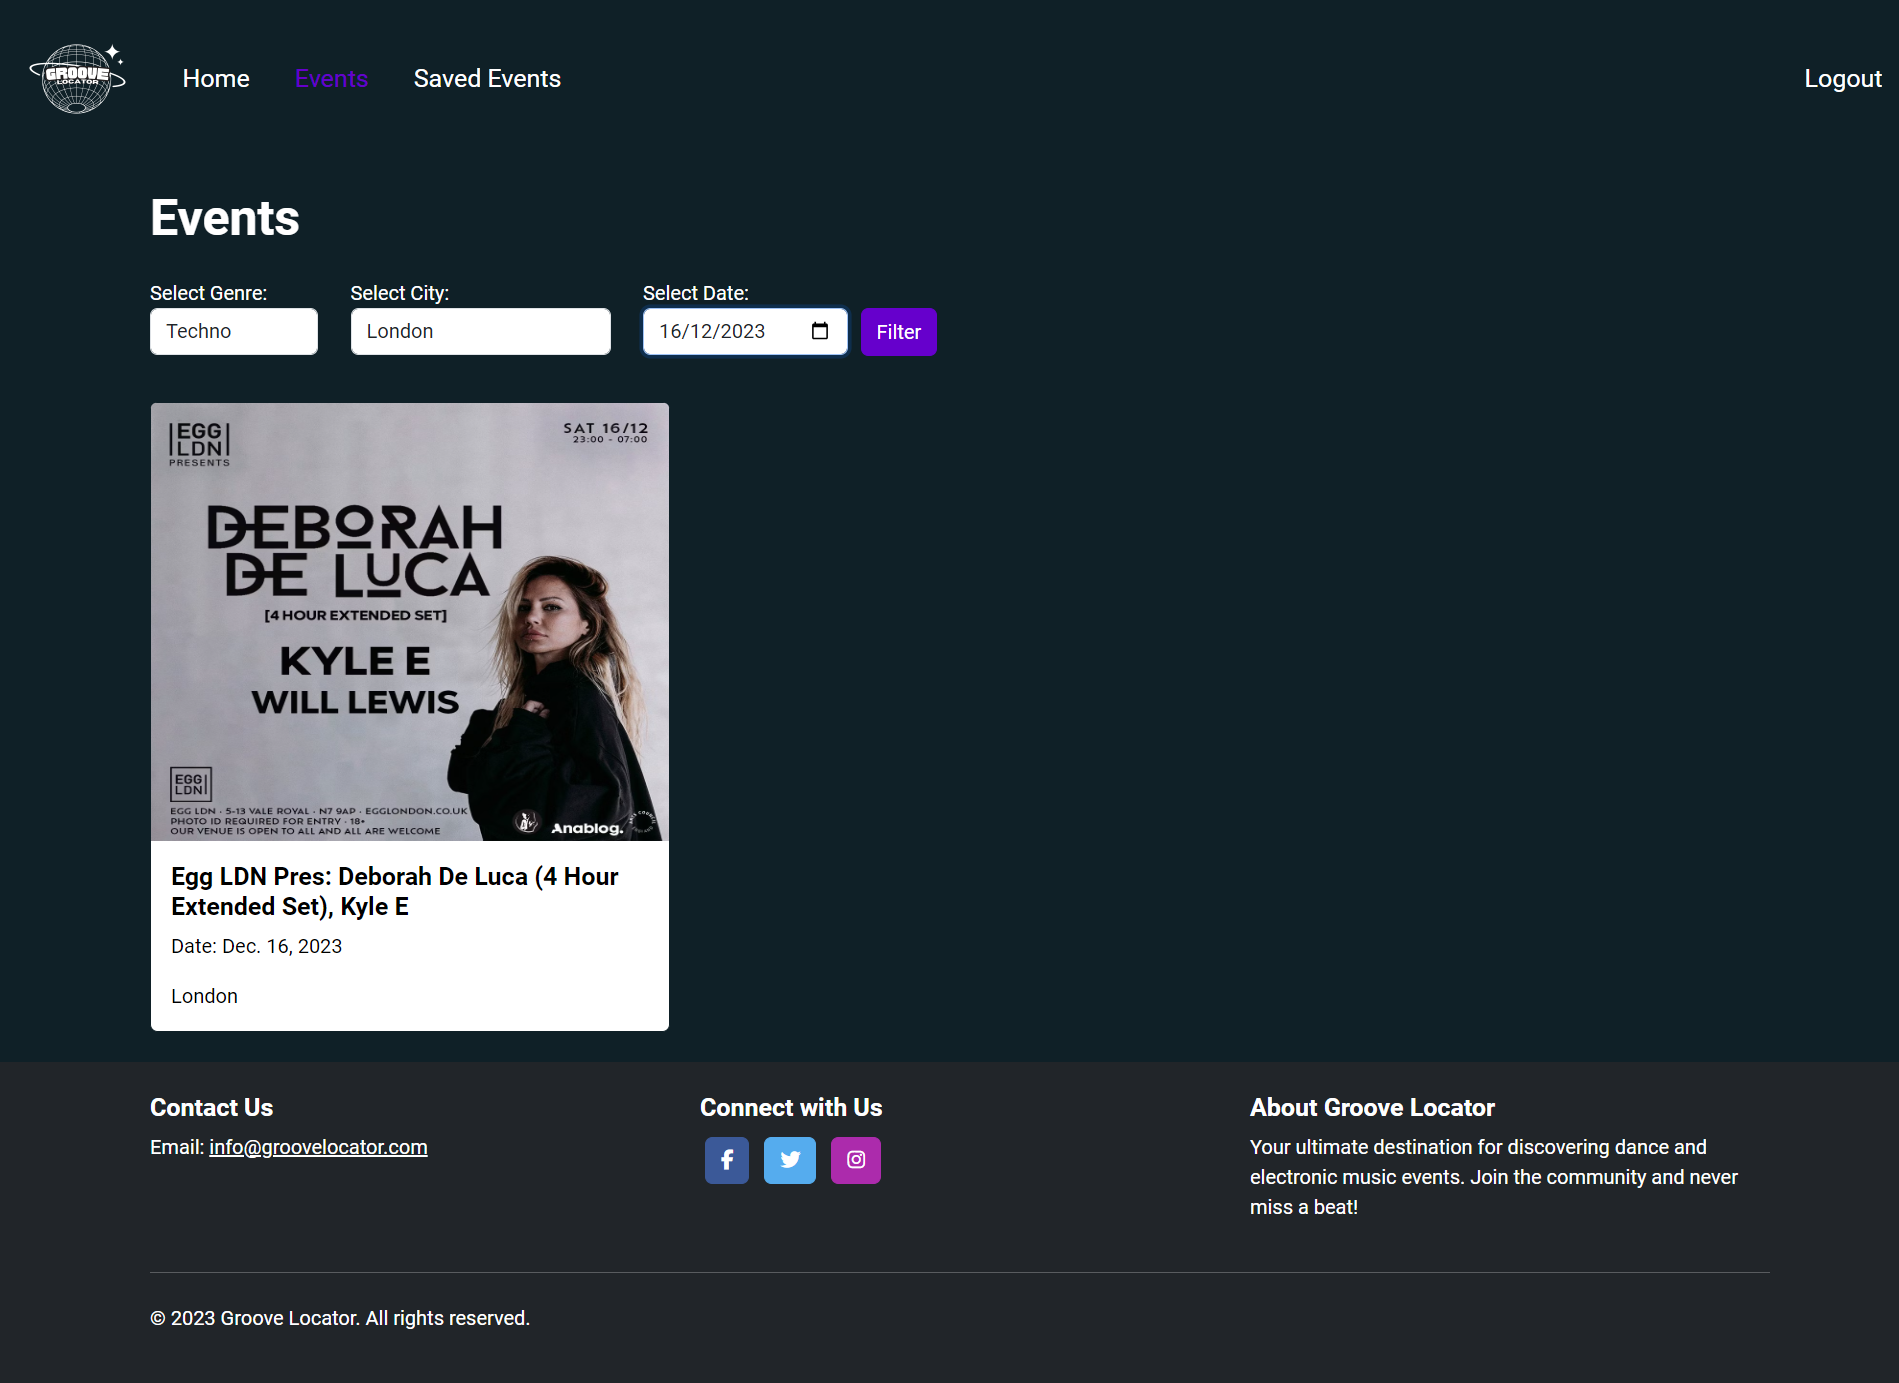 GROOVE
LOCATOR
Home
Events
Saved Events
Logout
Events
Select Genre:
Select City:
Select Date:
Techno
London
16/12/2023
Filter
EGG
LDN
PRESENTS
SAT 16/12
23:00 - 07:00
DEBORAH
DE LUCA
[4 HOUR EXTENDED SET]
KYLE E
WILL LEWIS
EGG
LDN
EGG LDN · 5-13 VALE ROYAL · N7 9AP · EGGLONDON.CO.UK
PHOTO ID REQUIRED FOR ENTRY · 18+
OUR VENUE IS OPEN TO ALL AND ALL ARE WELCOME
Anablog.
Egg LDN Pres: Deborah De Luca (4 Hour
Extended Set), Kyle E
Date: Dec. 16, 2023
London
Contact Us
Email: info@groovelocator.com
Connect with Us
About Groove Locator
Your ultimate destination for discovering dance and
electronic music events. Join the community and never
miss a beat!
© 2023 Groove Locator. All rights reserved.